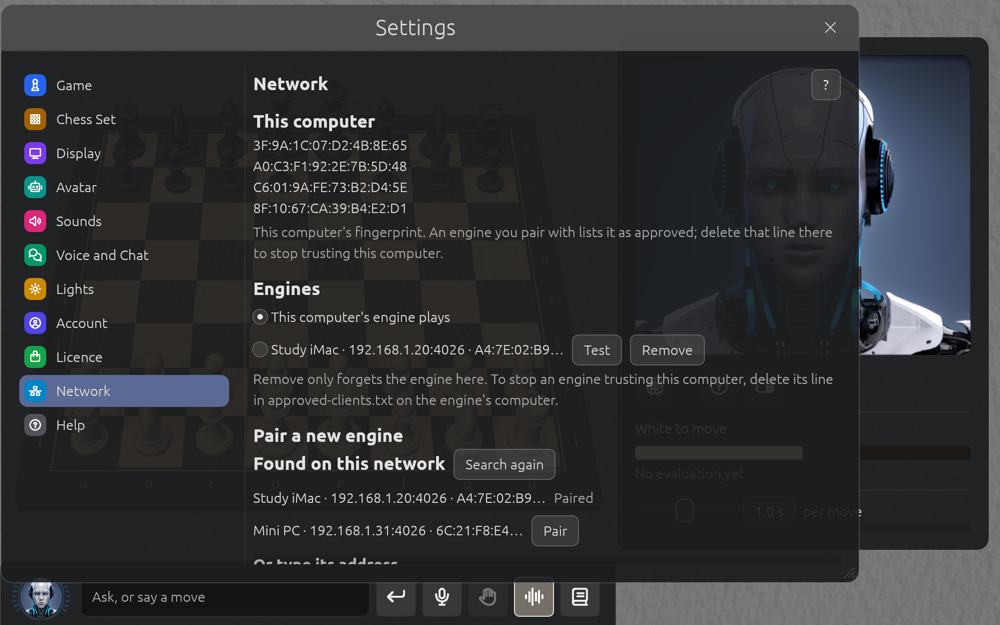 Settings
Game
Chess Set
Display
Avatar
Sounds
Voice and Chat
Lights
Account
Licence
Network
Help
Network
?
This computer
3F:9A:1C:07:D2:4B:8E:65
A0:C3:F1:92:2E:7B:5D:48
C6:01:9A:FE:73:B2:D4:5E
8F:10:67:CA:39:B4:E2:D1
This computer's fingerprint. An engine you pair with lists it as approved; delete that line there
to stop trusting this computer.
Engines
This computer's engine plays
Study iMac · 192.168.1.20:4026 · A4:7E:02:B9… Test Remove
Remove only forgets the engine here. To stop an engine trusting this computer, delete its line
in approved-clients.txt on the engine's computer.
Pair a new engine
Found on this network Search again
Study iMac · 192.168.1.20:4026 · A4:7E:02:B9… Paired
Mini PC · 192.168.1.31:4026 · 6C:21:F8:E4… Pair
Or type its address
White to move
No evaluation yet
1.0 s per move
Ask, or say a move